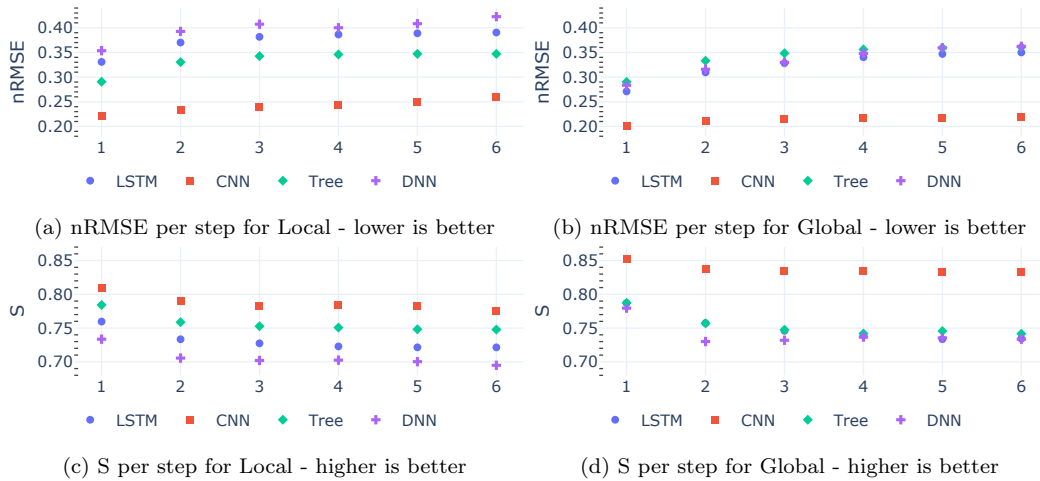 nRMSE
0.40
0.35
0.30
0.25
0.20
1 2 3 4 5 6
LSTM CNN Tree DNN
(a) nRMSE per step for Local - lower is better
nRMSE
0.40
0.35
0.30
0.25
0.20
1 2 3 4 5 6
LSTM CNN Tree DNN
(b) nRMSE per step for Global - lower is better
S
0.85
0.80
0.75
0.70
1 2 3 4 5 6
LSTM CNN Tree DNN
(c) S per step for Local - higher is better
S
0.85
0.80
0.75
0.70
1 2 3 4 5 6
LSTM CNN Tree DNN
(d) S per step for Global - higher is better